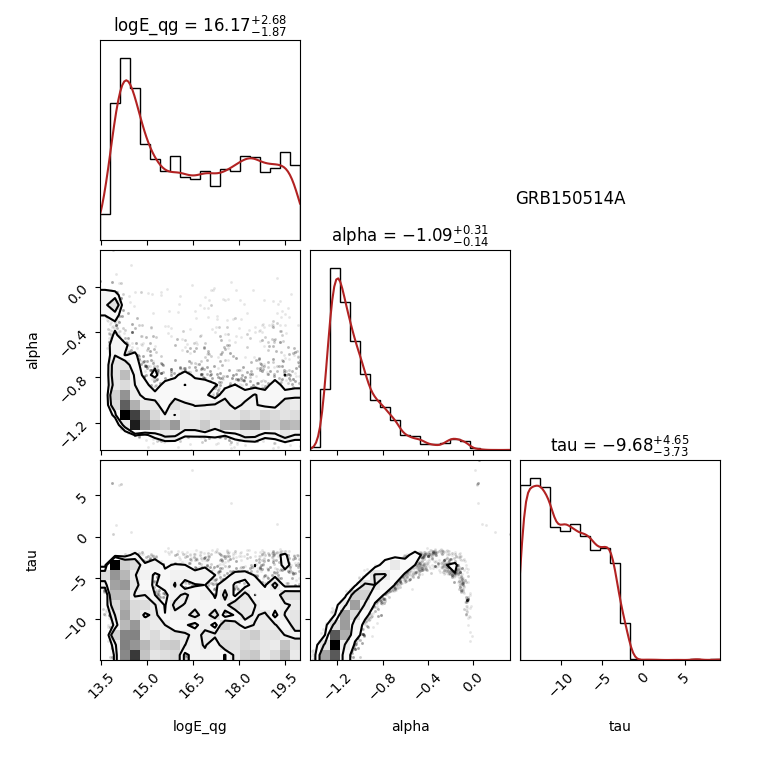 logE_qg = 16.17 +2.68 −1.87
GRB150514A
alpha = −1.09 +0.31 −0.14
0.0
−0.4
−0.8
−1.2
alpha
tau = −9.68 +4.65 −3.73
5
0
−5
−10
tau
13.5 15.0 16.5 18.0 19.5
−1.2 −0.8 −0.4 0.0
−10 −5 0 5
logE_qg alpha tau